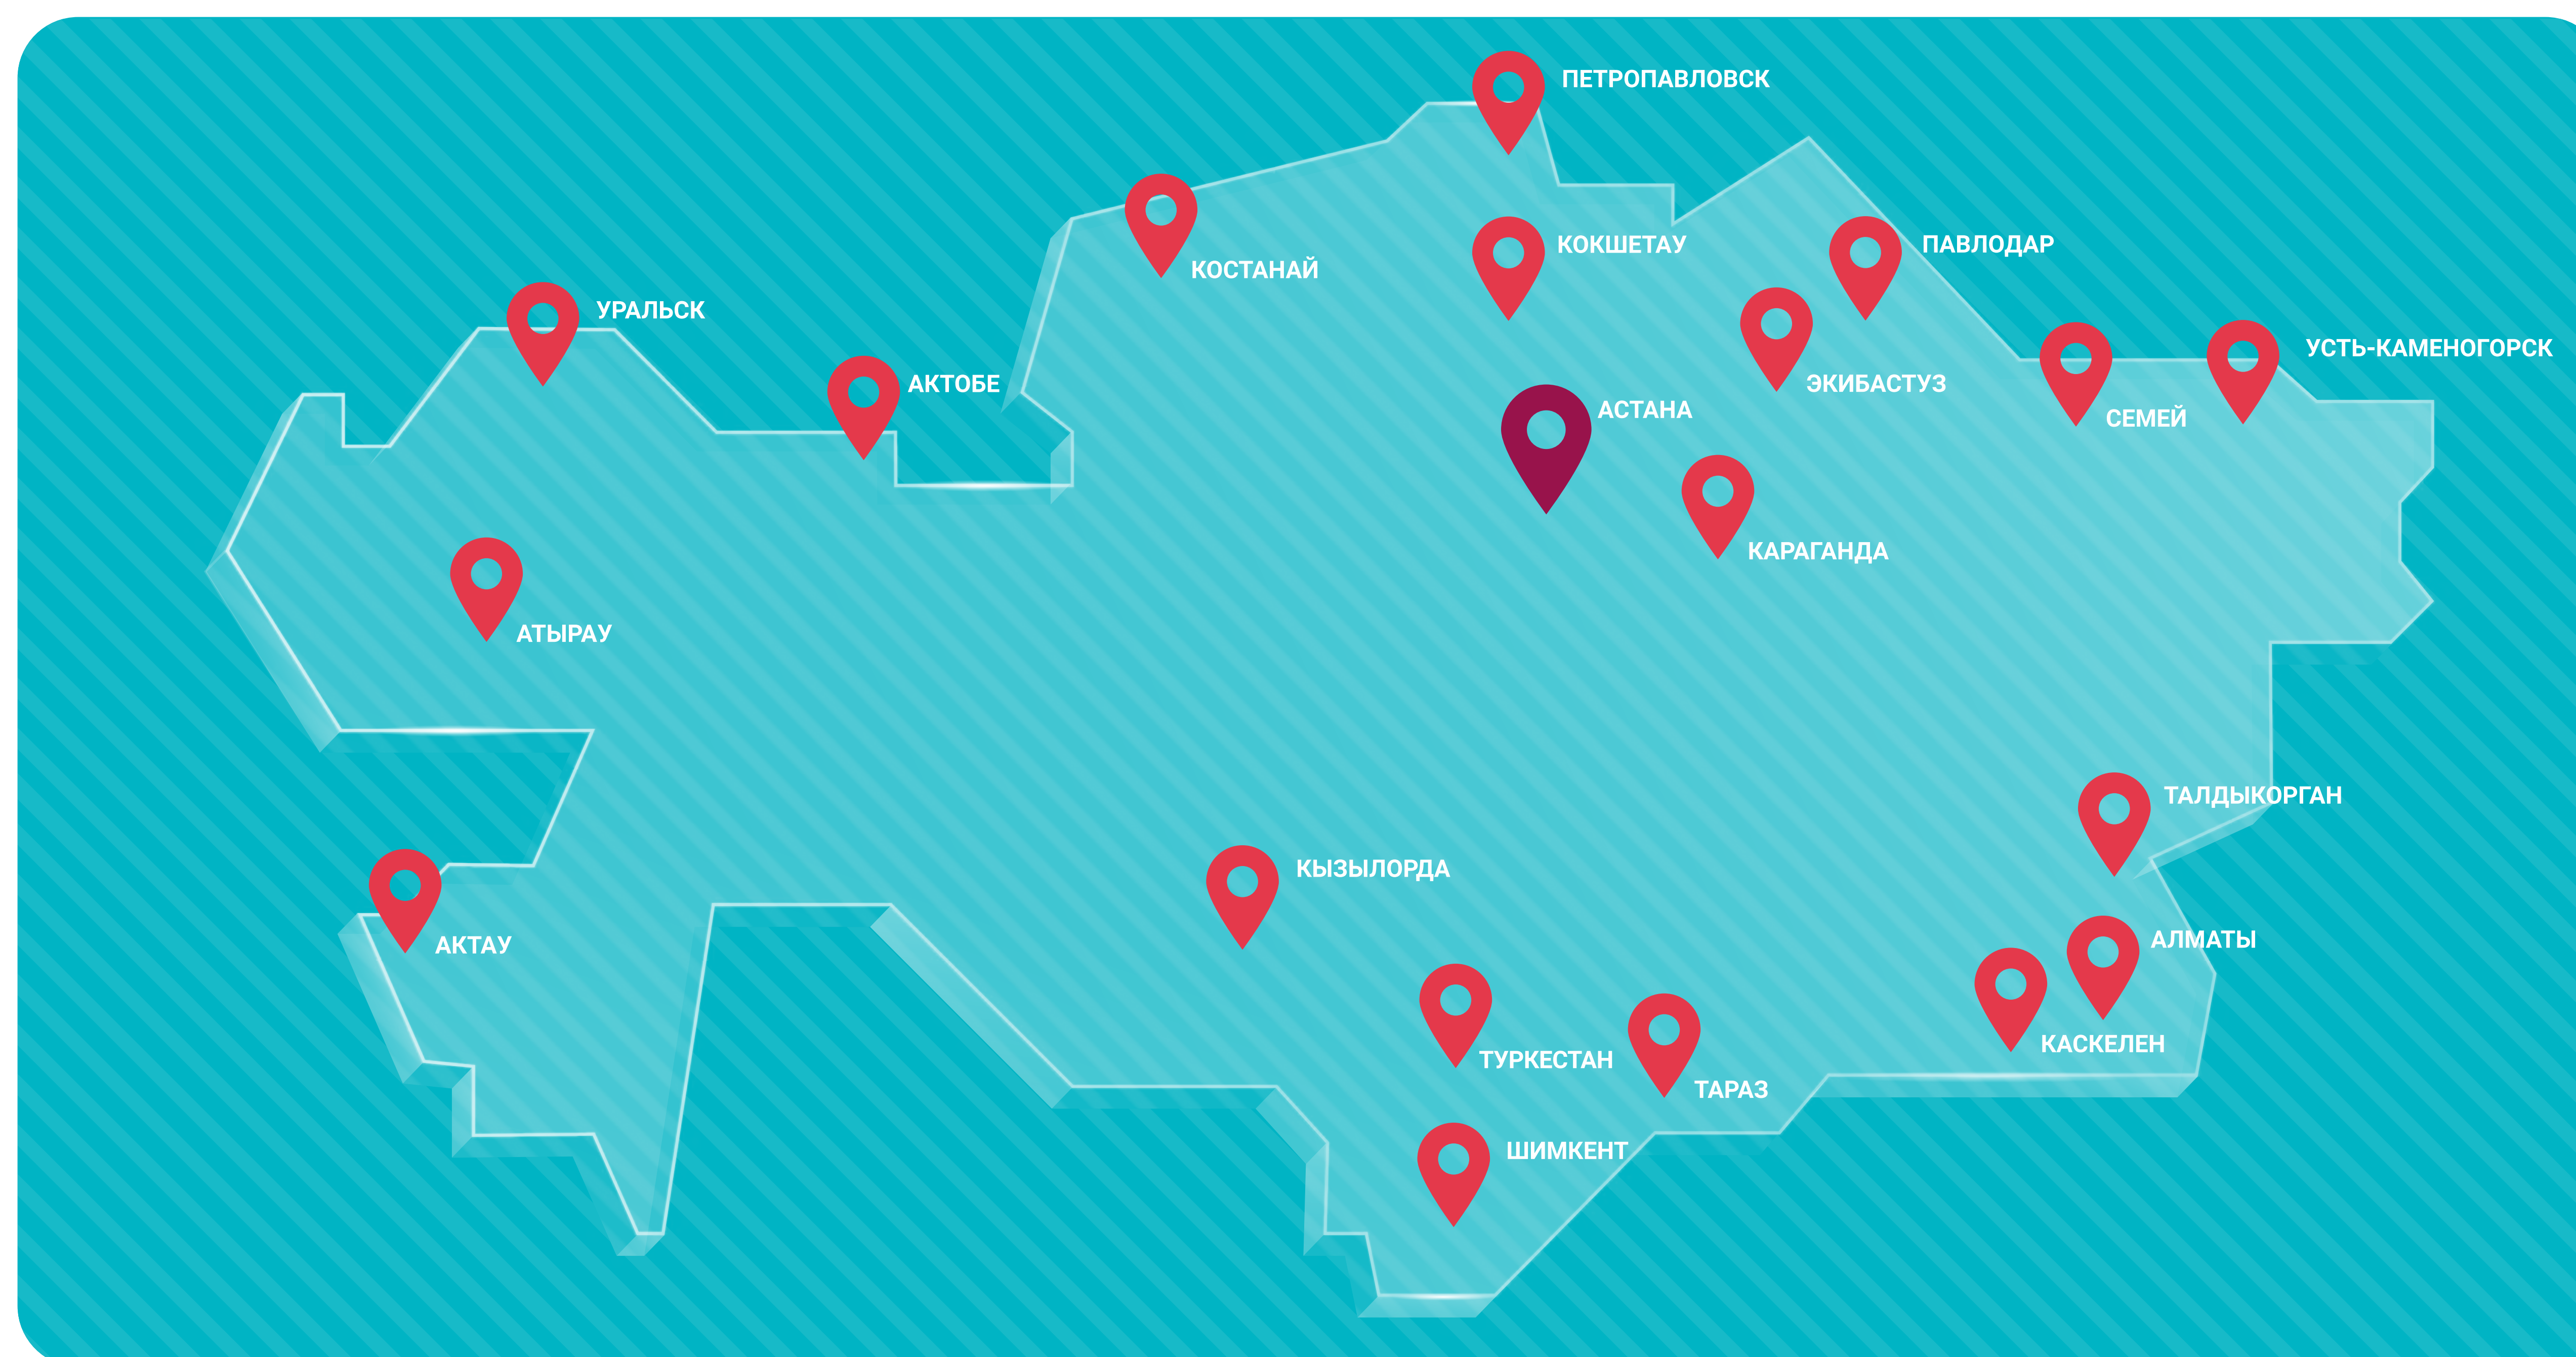 ПЕТРОПАВЛОВСК
КОКШЕТАУ
ПАВЛОДАР
КОСТАНАЙ
УРАЛЬСК
УСТЬ-КАМЕНОГОРСК
АКТОБЕ
ЭКИБАСТУЗ
АСТАНА
СЕМЕЙ
КАРАГАНДА
АТЫРАУ
ТАЛДЫКОРГАН
КЫЗЫЛОРДА
АЛМАТЫ
АКТАУ
КАСКЕЛЕН
ТУРКЕСТАН
ТАРАЗ
ШИМКЕНТ